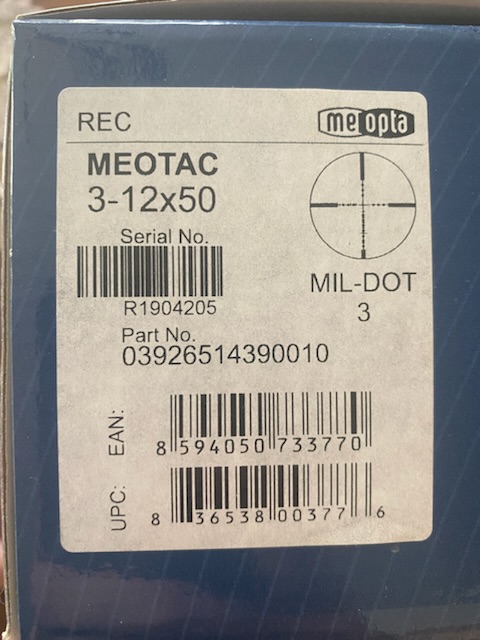 REC
meopta
MEOTAC
3-12x50
Serial No.
R1904205
MIL-DOT
3
Part No.
03926514390010
EAN:
8 594050 733770
UPC:
8 36538 00377 6